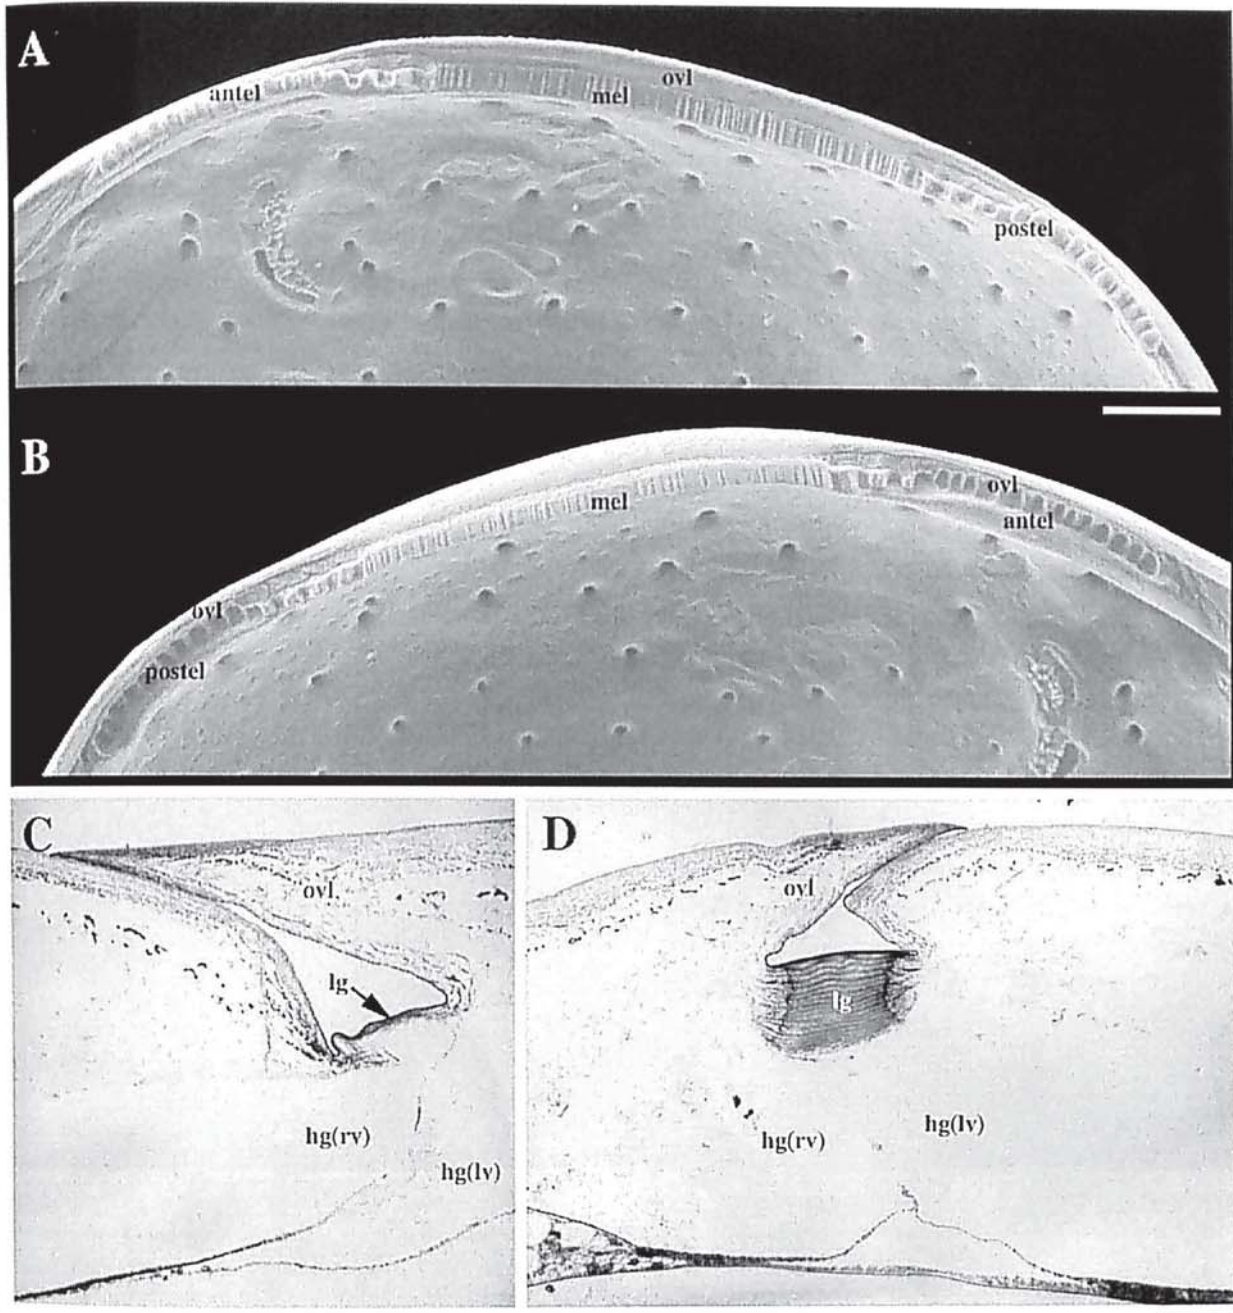 A
antel
mel
ovl
postel
B
mel
ovl
antel
ovl
postel
C
ovl
lg
hg(rv)
hg(lv)
D
ovl
lg
hg(rv)
hg(lv)